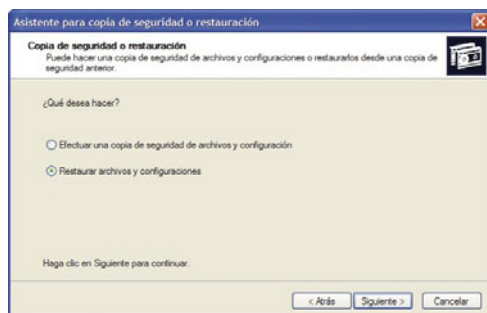 Asistente para copia de seguridad o restauración
Copia de seguridad o restauración
Puede hacer una copia de seguridad de archivos y configuraciones o restaurarlos desde una copia de
seguridad anterior.
¿Qué desea hacer?
Efectuar una copia de seguridad de archivos y configuración
Restaurar archivos y configuraciones
Haga clic en Siguiente para continuar.
< Atrás Siguiente > Cancelar